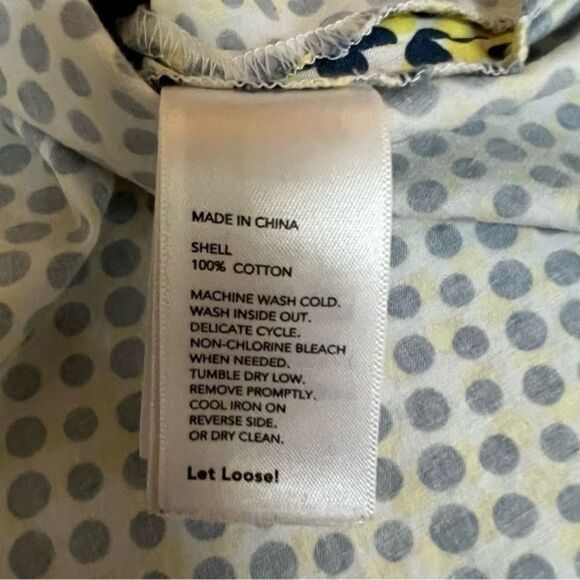 MADE IN CHINA
SHELL
100% COTTON
MACHINE WASH COLD.
WASH INSIDE OUT.
DELICATE CYCLE.
NON-CHLORINE BLEACH
WHEN NEEDED.
TUMBLE DRY LOW.
REMOVE PROMPTLY.
COOL IRON ON
REVERSE SIDE.
OR DRY CLEAN.
Let Loose!